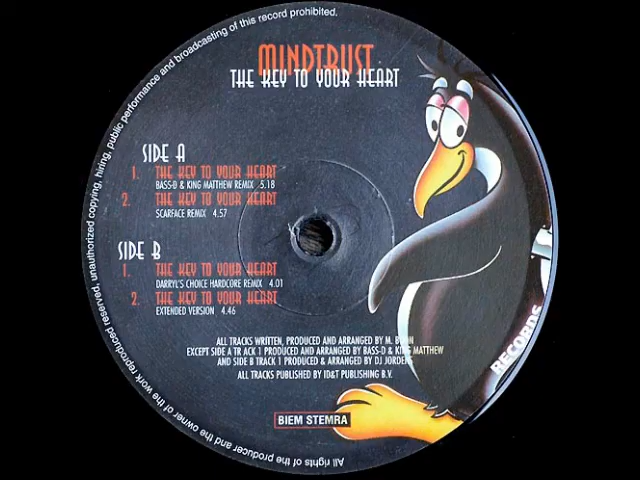 All rights of the producer and the owner of the work reproduced reserved, unauthorized copying, hiring, public performance and broadcasting of this record prohibited.
MINDTRUST
THE KEY TO YOUR HEART
SIDE A
1. THE KEY TO YOUR HEART
BASS-D & KING MATTHEW REMIX 5.18
2. THE KEY TO YOUR HEART
SCARFACE REMIX 4.57
SIDE B
1. THE KEY TO YOUR HEART
DARRYL'S CHOICE HARDCORE REMIX 4.01
2. THE KEY TO YOUR HEART
EXTENDED VERSION 4.46
ALL TRACKS WRITTEN, PRODUCED AND ARRANGED BY M.
EXCEPT SIDE A TR ACK 1 PRODUCED AND ARRANGED BY BASS-D & KING MATTHEW
AND SIDE B TRACK 1 PRODUCED & ARRANGED BY DJ JORDENS
ALL TRACKS PUBLISHED BY ID&T PUBLISHING B.V.
RECORDS
BIEM STEMRA